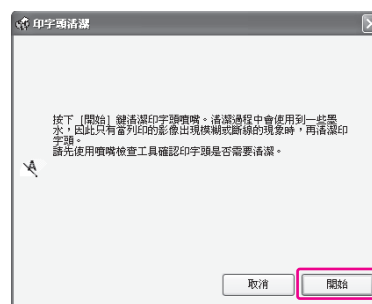 印字頭清潔
按下 [開始] 鍵清潔印字頭噴嘴。清潔過程中會使用到一些墨
水，因此只有當列印的影像出現模糊或斷線的現象時，再清潔印
字頭。
請先使用噴嘴檢查工具確認印字頭是否需要清潔。
取消
開始